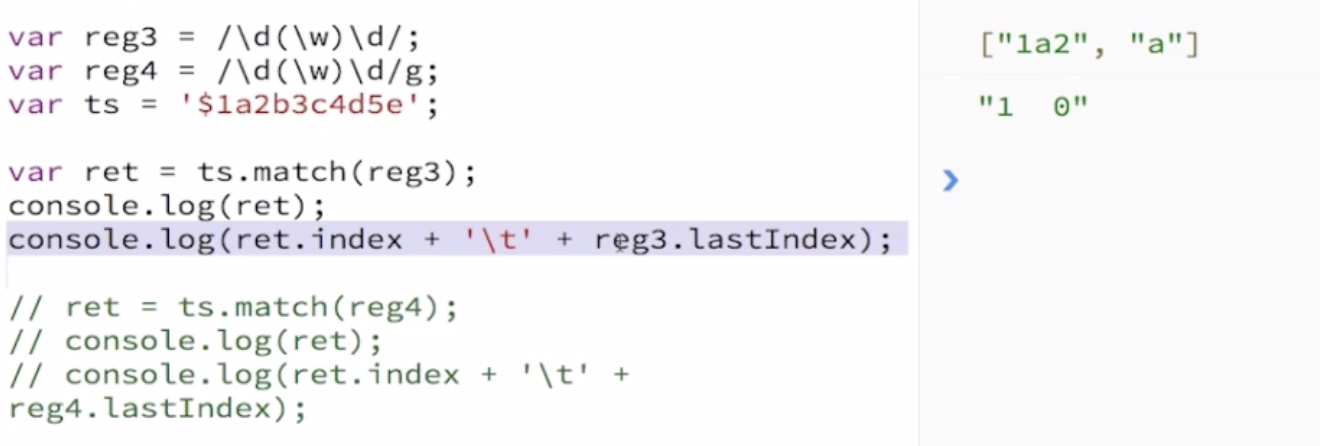 var reg3 = /\d(\w)\d/;
var reg4 = /\d(\w)\d/g;
var ts = '$1a2b3c4d5e';
var ret = ts.match(reg3);
console.log(ret);
console.log(ret.index + '\t' + reg3.lastIndex);
// ret = ts.match(reg4);
// console.log(ret);
// console.log(ret.index + '\t' +
reg4.lastIndex);
["1a2", "a"]
"1  0"